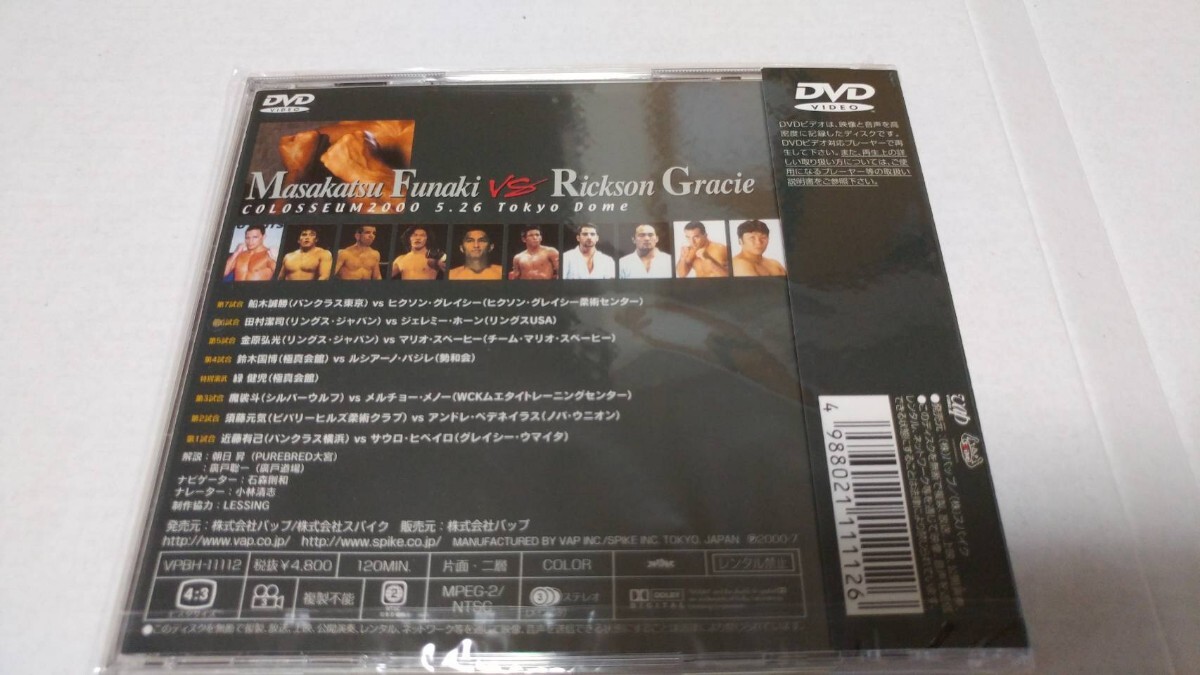 DVD
VIDEO
Masakatsu Funaki VS Rickson Gracie
COLOSSEUM2000 5.26 Tokyo Dome
第7試合 船木誠勝(パンクラス東京) vs ヒクソン・グレイシー(ヒクソン・グレイシー柔術センター)
第6試合 田村潔司(リングス・ジャパン) vs ジェレミー・ホーン(リングスUSA)
第5試合 金原弘光(リングス・ジャパン) vs マリオ・スペーヒー(チーム・マリオ・スペーヒー)
第4試合 鈴木国博(極真会館) vs ルシアーノ・バジレ(勢和会)
特別演武 緑 健児(極真会館)
第3試合 魔裟斗(シルバーウルフ) vs メルチョー・メノー(WCKムエタイトレーニングセンター)
第2試合 須藤元気(ビバリーヒルズ柔術クラブ) vs アンドレ・ペデネイラス(ノバ・ウニオン)
第1試合 近藤有己(パンクラス横浜) vs サウロ・ヒベイロ(グレイシー・ウマイタ)
解説：朝日 昇(PUREBRED大宮)
：廣戸聡一(廣戸道場)
ナビゲーター：石森則和
ナレーター：小林清志
制作協力：LESSING
発売元：株式会社バップ/株式会社スパイク 販売元：株式会社バップ
http://www.vap.co.jp/ http://www.spike.co.jp/ MANUFACTURED BY VAP INC/SPIKE INC. TOKYO, JAPAN ℗2000-7
VPBH-11112 税抜¥4,800 120MIN. 片面・二層 COLOR レンタル禁止
4:3 複製不能 2 MPEG-2/NTSC ステレオ DOLBY DIGITAL
DVD
VIDEO
DVDビデオは、映像と音声を高
密度に記録したディスクです。
DVDビデオ対応プレーヤーで再
生して下さい。また、再生上の詳
しい取り扱い方については、ご使
用になるプレーヤー等の取扱い
説明書をご参照下さい。
vap
4 988021 111126